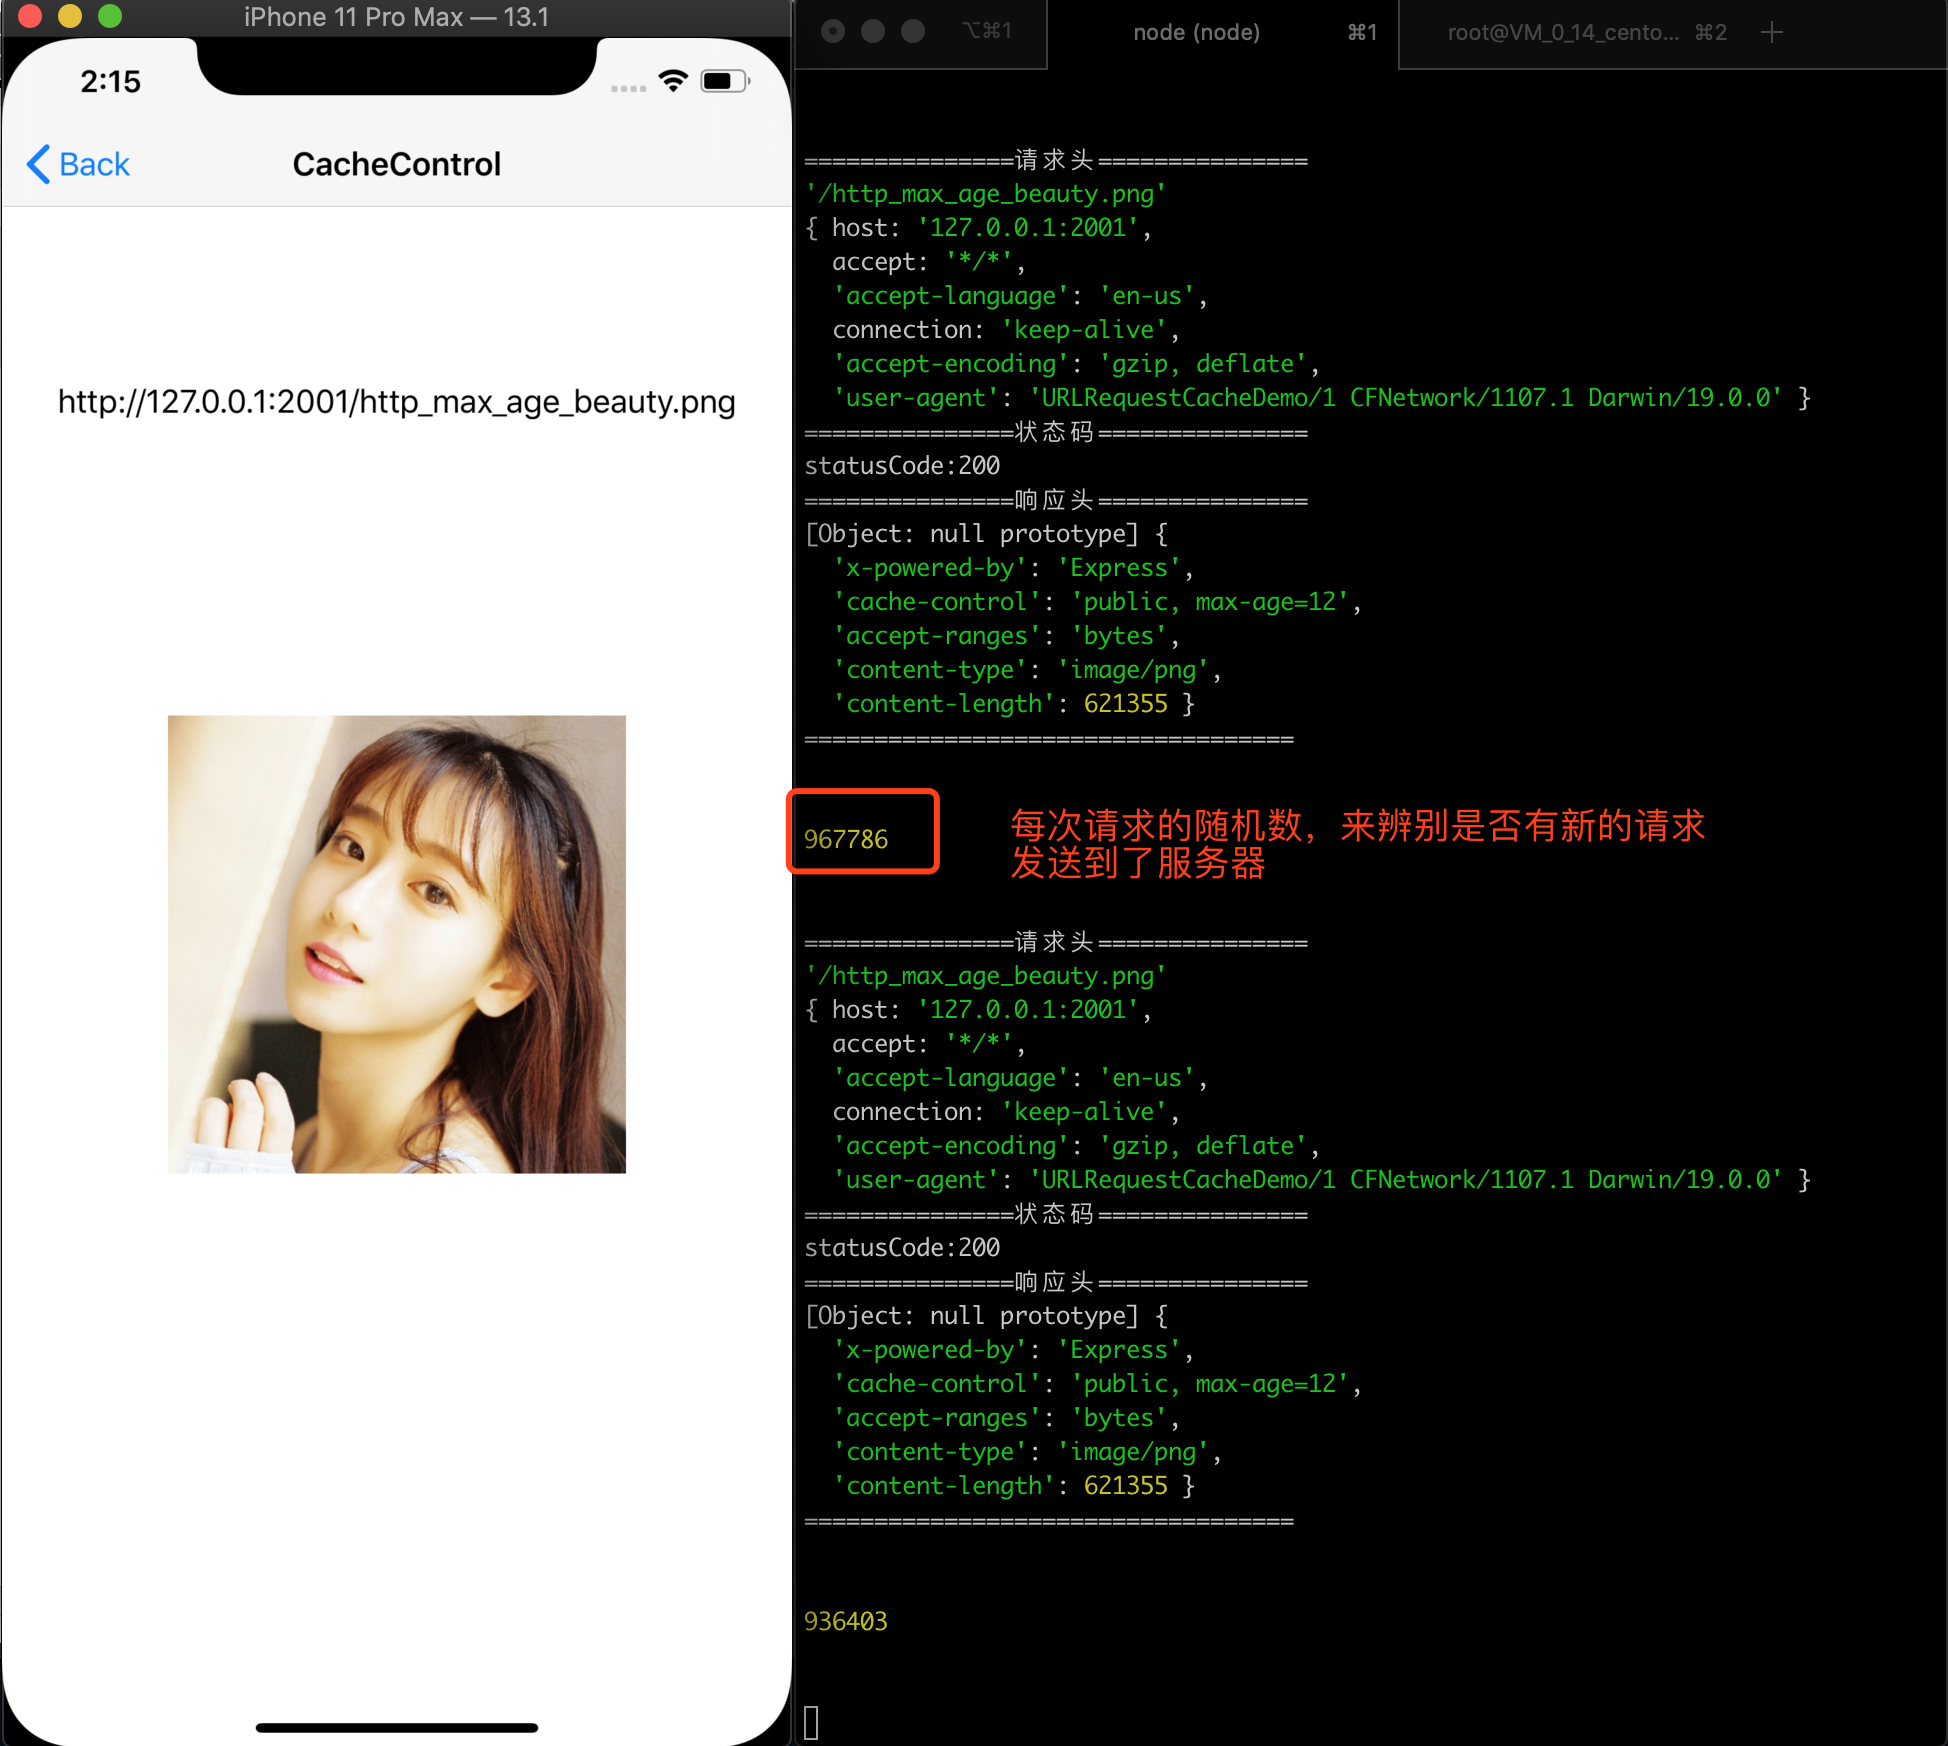 iPhone 11 Pro Max — 13.1
2:15
Back
CacheControl
http://127.0.0.1:2001/http_max_age_beauty.png
⌥⌘1
node (node)
⌘1
root@VM_0_14_cento...
⌘2
===============请求头===============
'/http_max_age_beauty.png'
{ host: '127.0.0.1:2001',
accept: '*/*',
'accept-language': 'en-us',
connection: 'keep-alive',
'accept-encoding': 'gzip, deflate',
'user-agent': 'URLRequestCacheDemo/1 CFNetwork/1107.1 Darwin/19.0.0' }
===============状态码===============
statusCode:200
===============响应头===============
[Object: null prototype] {
'x-powered-by': 'Express',
'cache-control': 'public, max-age=12',
'accept-ranges': 'bytes',
'content-type': 'image/png',
'content-length': 621355 }
===================================
967786
每次请求的随机数，来辨别是否有新的请求
发送到了服务器
===============请求头===============
'/http_max_age_beauty.png'
{ host: '127.0.0.1:2001',
accept: '*/*',
'accept-language': 'en-us',
connection: 'keep-alive',
'accept-encoding': 'gzip, deflate',
'user-agent': 'URLRequestCacheDemo/1 CFNetwork/1107.1 Darwin/19.0.0' }
===============状态码===============
statusCode:200
===============响应头===============
[Object: null prototype] {
'x-powered-by': 'Express',
'cache-control': 'public, max-age=12',
'accept-ranges': 'bytes',
'content-type': 'image/png',
'content-length': 621355 }
===================================
936403